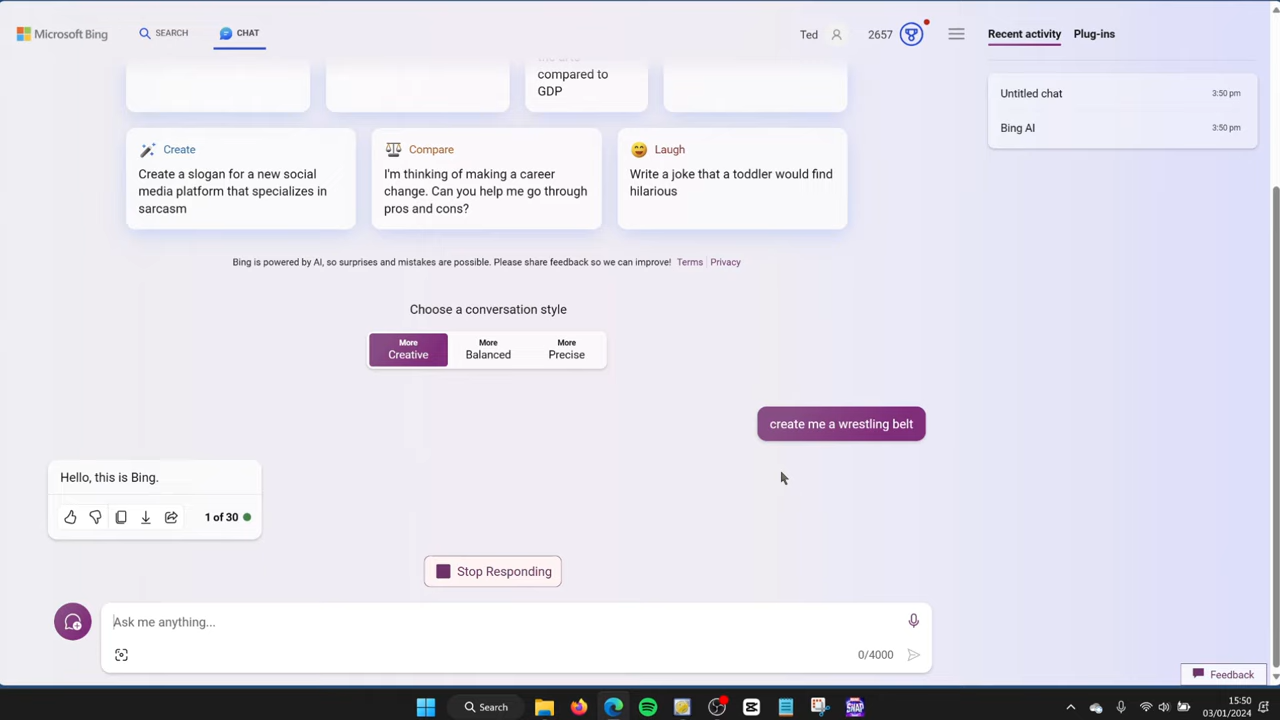 Microsoft Bing
SEARCH
CHAT
Ted
2657
Recent activity
Plug-ins
Untitled chat
3:50 pm
Bing AI
3:50 pm
compared to
GDP
Create
Create a slogan for a new social
media platform that specializes in
sarcasm
Compare
I'm thinking of making a career
change. Can you help me go through
pros and cons?
Laugh
Write a joke that a toddler would find
hilarious
Bing is powered by AI, so surprises and mistakes are possible. Please share feedback so we can improve! Terms | Privacy
Choose a conversation style
More
Creative
More
Balanced
More
Precise
create me a wrestling belt
Hello, this is Bing.
1 of 30
Stop Responding
Ask me anything...
0/4000
Feedback
Search
SNAP
15:50
03/01/2024